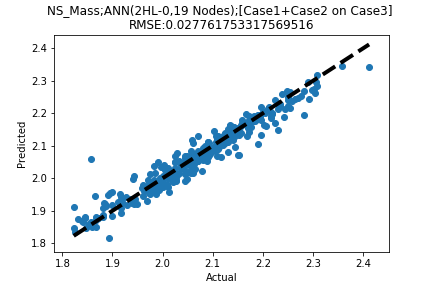 NS_Mass;ANN(2HL-0,19 Nodes);[Case1+Case2 on Case3]
RMSE:0.027761753317569516
2.4
2.3
2.2
2.1
2.0
1.9
1.8
Predicted
1.8 1.9 2.0 2.1 2.2 2.3 2.4
Actual